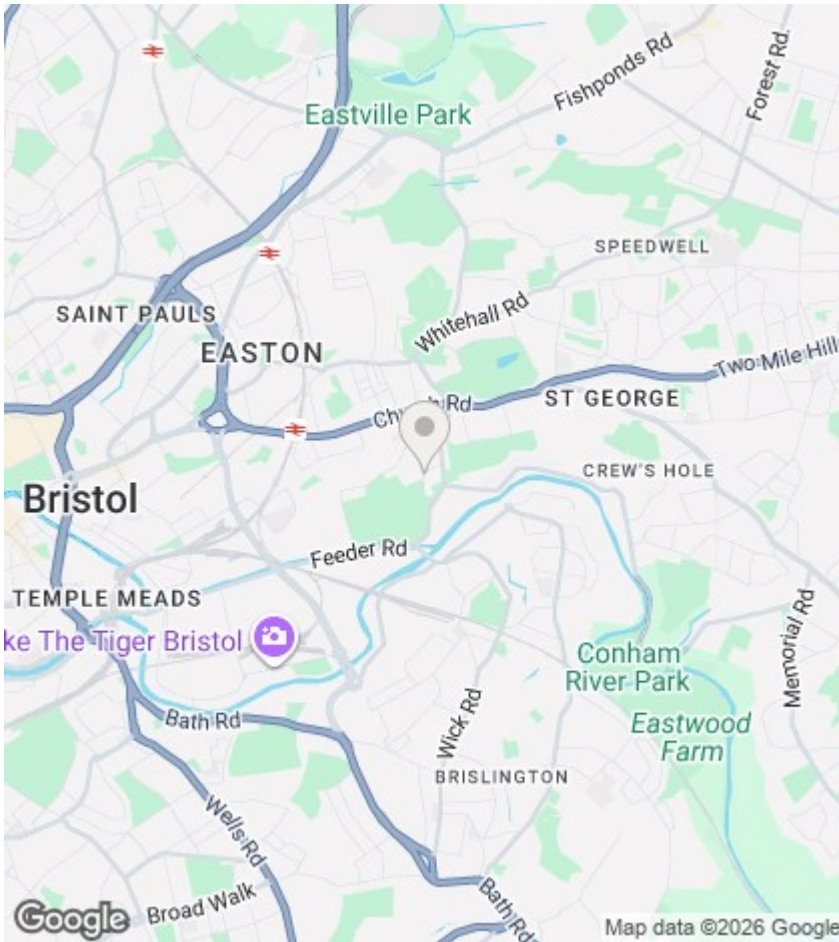 Eastville Park
Fishponds Rd
Forest Rd.
SPEEDWELL
SAINT PAULS
Whitehall Rd
EASTON
Two Mile Hill
Church Rd
ST GEORGE
CREW'S HOLE
Bristol
Feeder Rd
TEMPLE MEADS
ke The Tiger Bristol
Conham
River Park
Memorial Rd
Bath Rd
Wick Rd
Eastwood
Farm
BRISLINGTON
Wells Rd
Broad Walk
Bath Rd
Google
Map data ©2026 Google